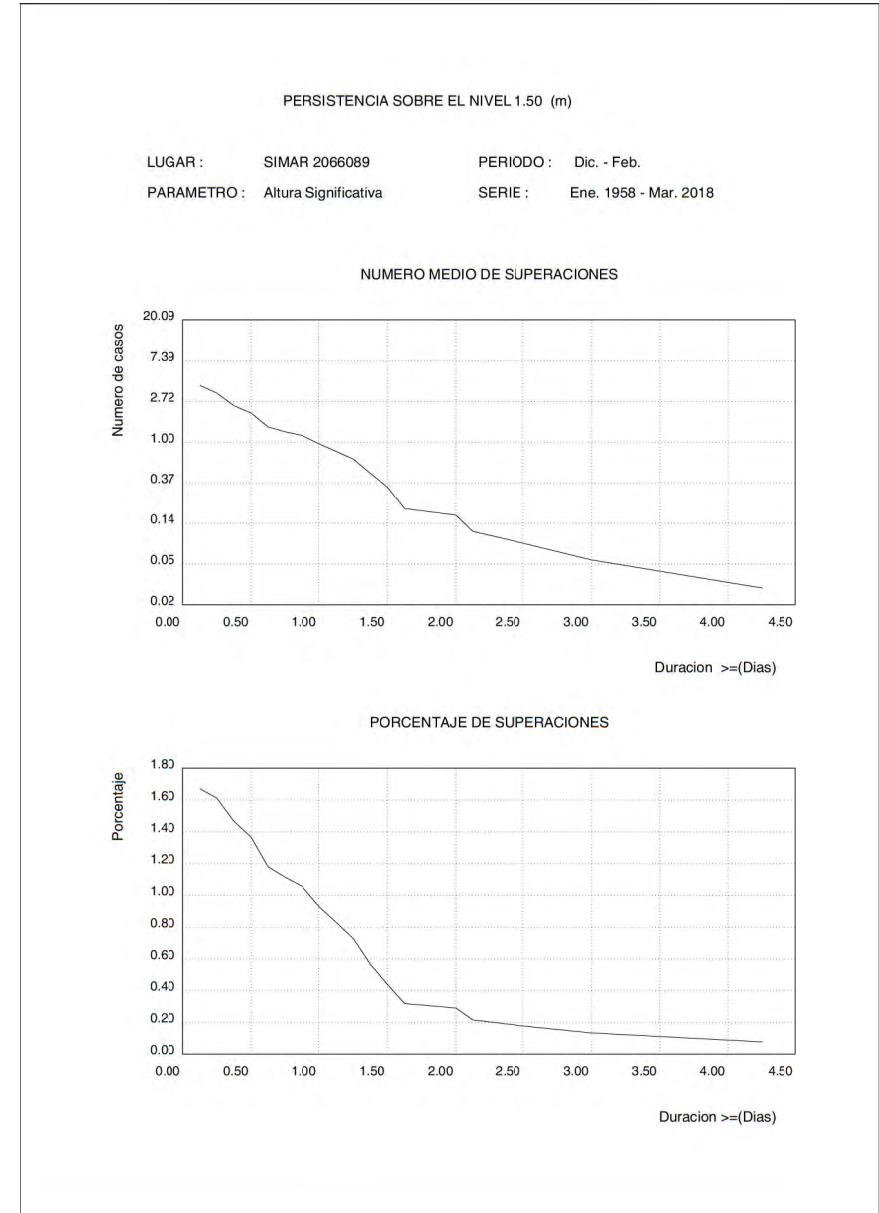 PERSISTENCIA SOBRE EL NIVEL 1.50 (m)
LUGAR : SIMAR 2066089 PERIODO : Dic. - Feb.
PARAMETRO : Altura Significativa SERIE : Ene. 1958 - Mar. 2018
NUMERO MEDIO DE SUPERACIONES
Numero de casos
20.09
7.39
2.72
1.00
0.37
0.14
0.05
0.02
0.00 0.50 1.00 1.50 2.00 2.50 3.00 3.50 4.00 4.50
Duracion >=(Dias)
PORCENTAJE DE SUPERACIONES
Porcentaje
1.80
1.60
1.40
1.20
1.00
0.80
0.60
0.40
0.20
0.00
0.00 0.50 1.00 1.50 2.00 2.50 3.00 3.50 4.00 4.50
Duracion >=(Dias)